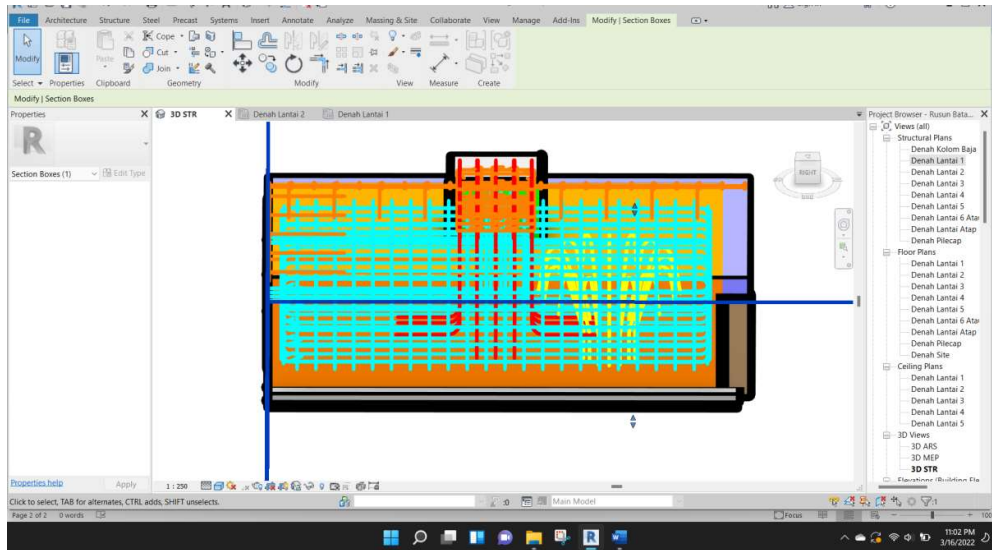 File Architecture Structure Steel Precast Systems Insert Annotate Analyze Massing & Site Collaborate View Manage Add-Ins Modify | Section Boxes
Modify
Paste
Cope
Cut
Join
Select Properties Clipboard Geometry Modify View Measure Create
Modify | Section Boxes
Properties X
3D STR X
Denah Lantai 2
Denah Lantai 1
Project Browser - Rusun Bata... X
R
Section Boxes (1)
Edit Type
RIGHT
Views (all)
Structural Plans
Denah Kolom Baja
Denah Lantai 1
Denah Lantai 2
Denah Lantai 3
Denah Lantai 4
Denah Lantai 5
Denah Lantai 6 Ata
Denah Lantai Atap
Denah Pilecap
Floor Plans
Denah Lantai 1
Denah Lantai 2
Denah Lantai 3
Denah Lantai 4
Denah Lantai 5
Denah Lantai 6 Ata
Denah Lantai Atap
Denah Pilecap
Denah Site
Ceiling Plans
Denah Lantai 1
Denah Lantai 2
Denah Lantai 3
Denah Lantai 4
Denah Lantai 5
3D Views
3D ARS
3D MEP
3D STR
Elevations (Building Ele
Properties help
Apply
1 : 250
Click to select, TAB for alternates, CTRL adds, SHIFT unselects.
:0
Main Model
:1
Page 2 of 2 0 words
Focus
100
R
W
11:02 PM
3/16/2022